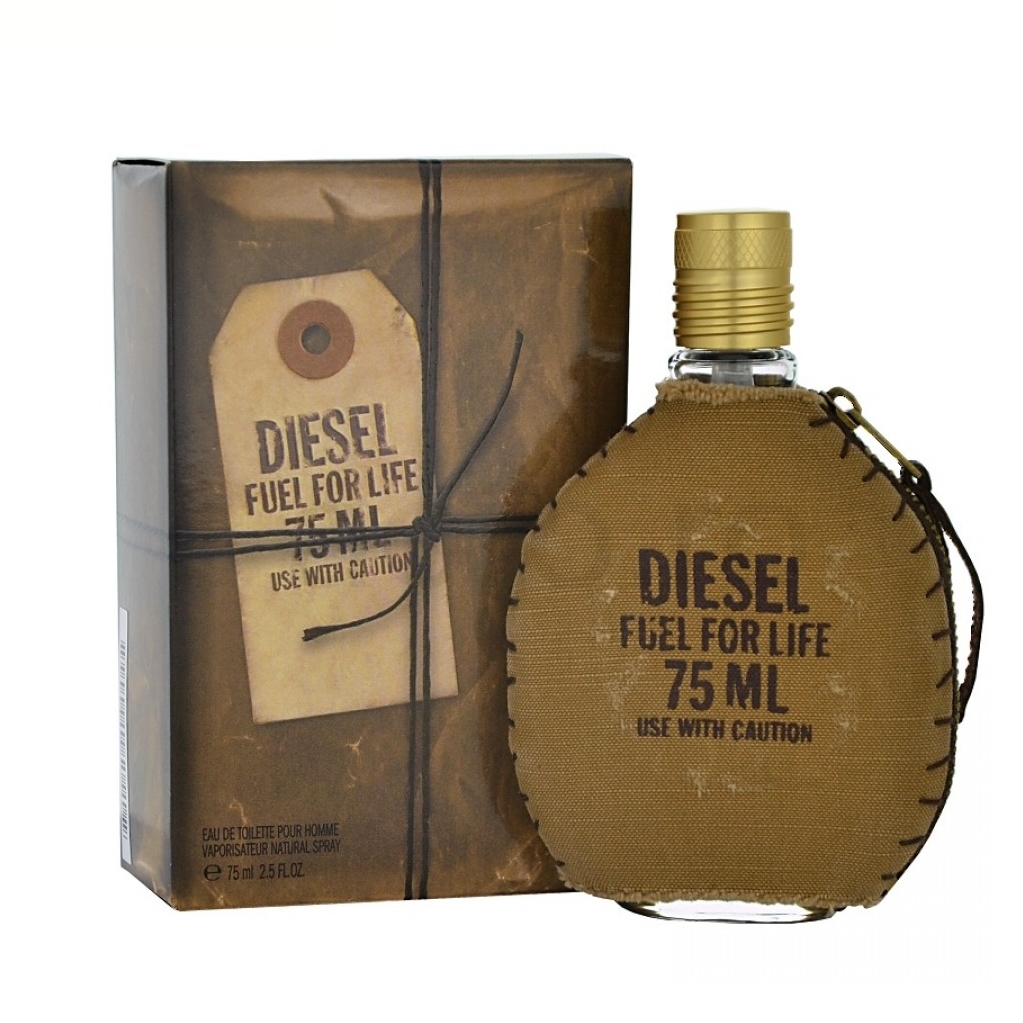 DIESEL
FUEL FOR LIFE
75 ML
USE WITH CAUTION
EAU DE TOILETTE POUR HOMME
VAPORISATEUR NATURAL SPRAY
℮ 75 ml 2.5 FL.OZ.
DIESEL
FUEL FOR LIFE
75 ML
USE WITH CAUTION